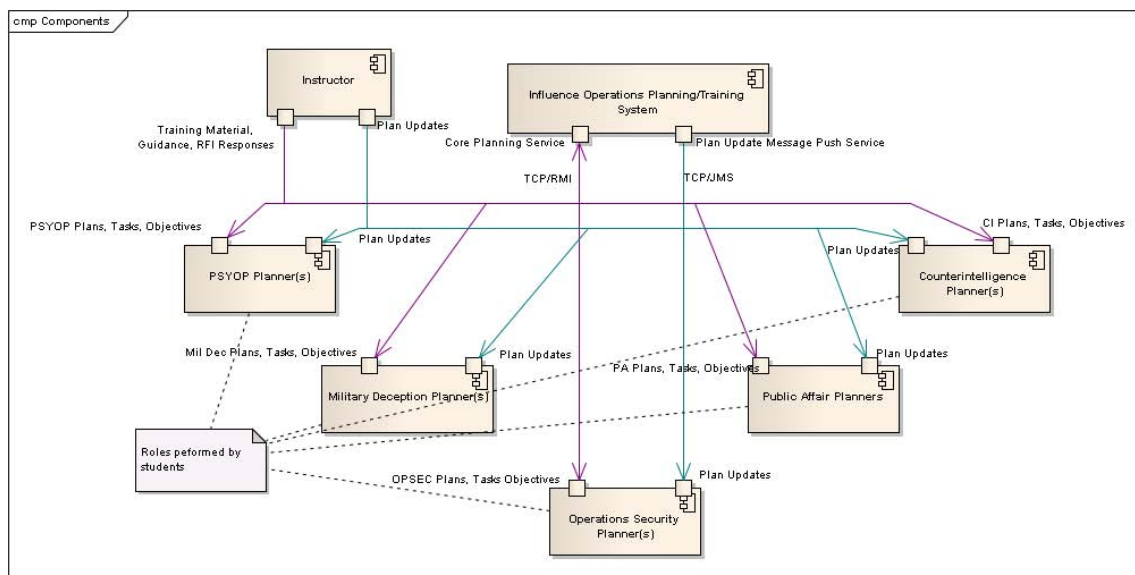 cmp Components
Instructor
Influence Operations Planning/Training
System
Training Material,
Guidance, RFI Responses
Plan Updates
Core Planning Service
Plan Update Message Push Service
TCP/RMI
TCP/JMS
PSYOP Plans, Tasks, Objectives
Plan Updates
CI Plans, Tasks, Objectives
Plan Updates
PSYOP Planner(s)
Counterintelligence
Planner(s)
Mil Dec Plans, Tasks, Objectives
Plan Updates
PA Plans, Tasks, Objectives
Plan Updates
Military Deception Planner(s)
Public Affair Planners
Roles peformed by
students
OPSEC Plans, Tasks Objectives
Plan Updates
Operations Security
Planner(s)